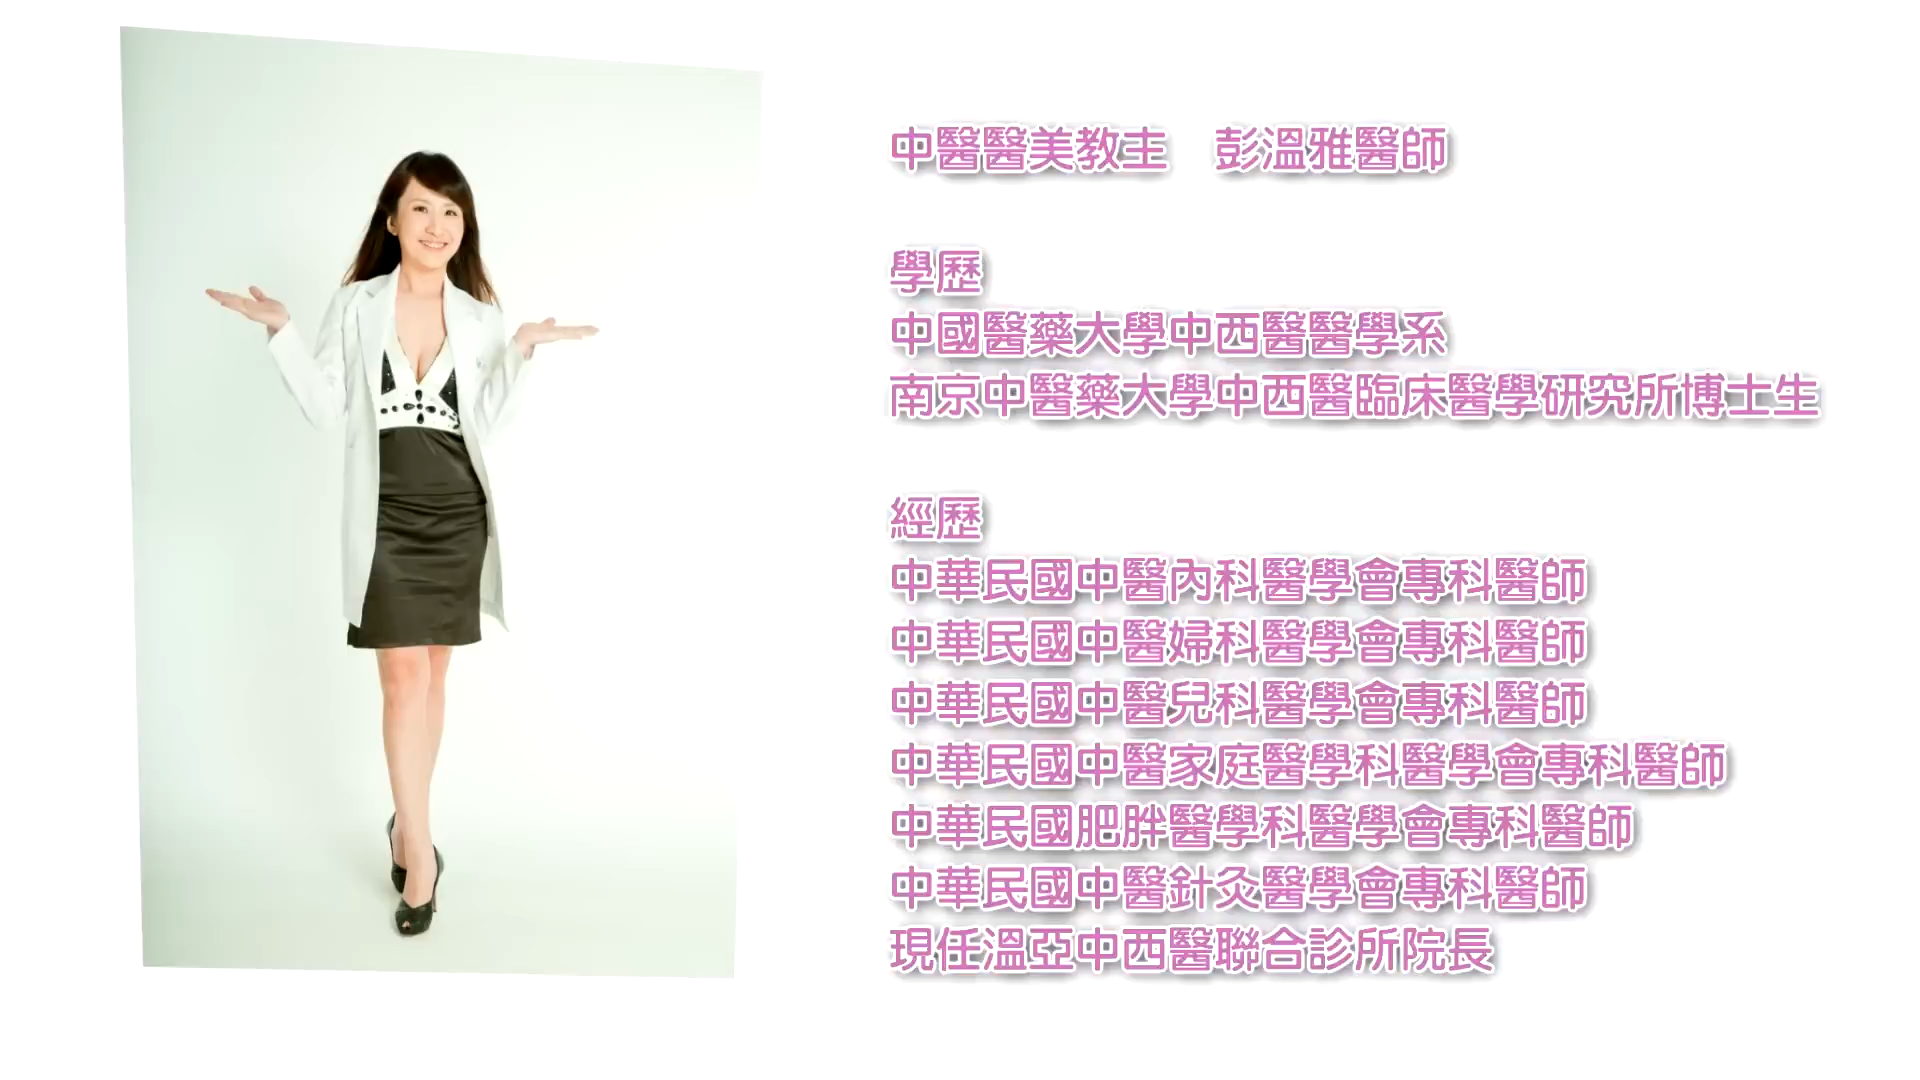 中醫醫美教主　彭溫雅醫師
學歷
中國醫藥大學中西醫醫學系
南京中醫藥大學中西醫臨床醫學研究所博士生
經歷
中華民國中醫內科醫學會專科醫師
中華民國中醫婦科醫學會專科醫師
中華民國中醫兒科醫學會專科醫師
中華民國中醫家庭醫學科醫學會專科醫師
中華民國肥胖醫學科醫學會專科醫師
中華民國中醫針灸醫學會專科醫師
現任溫亞中西醫聯合診所院長